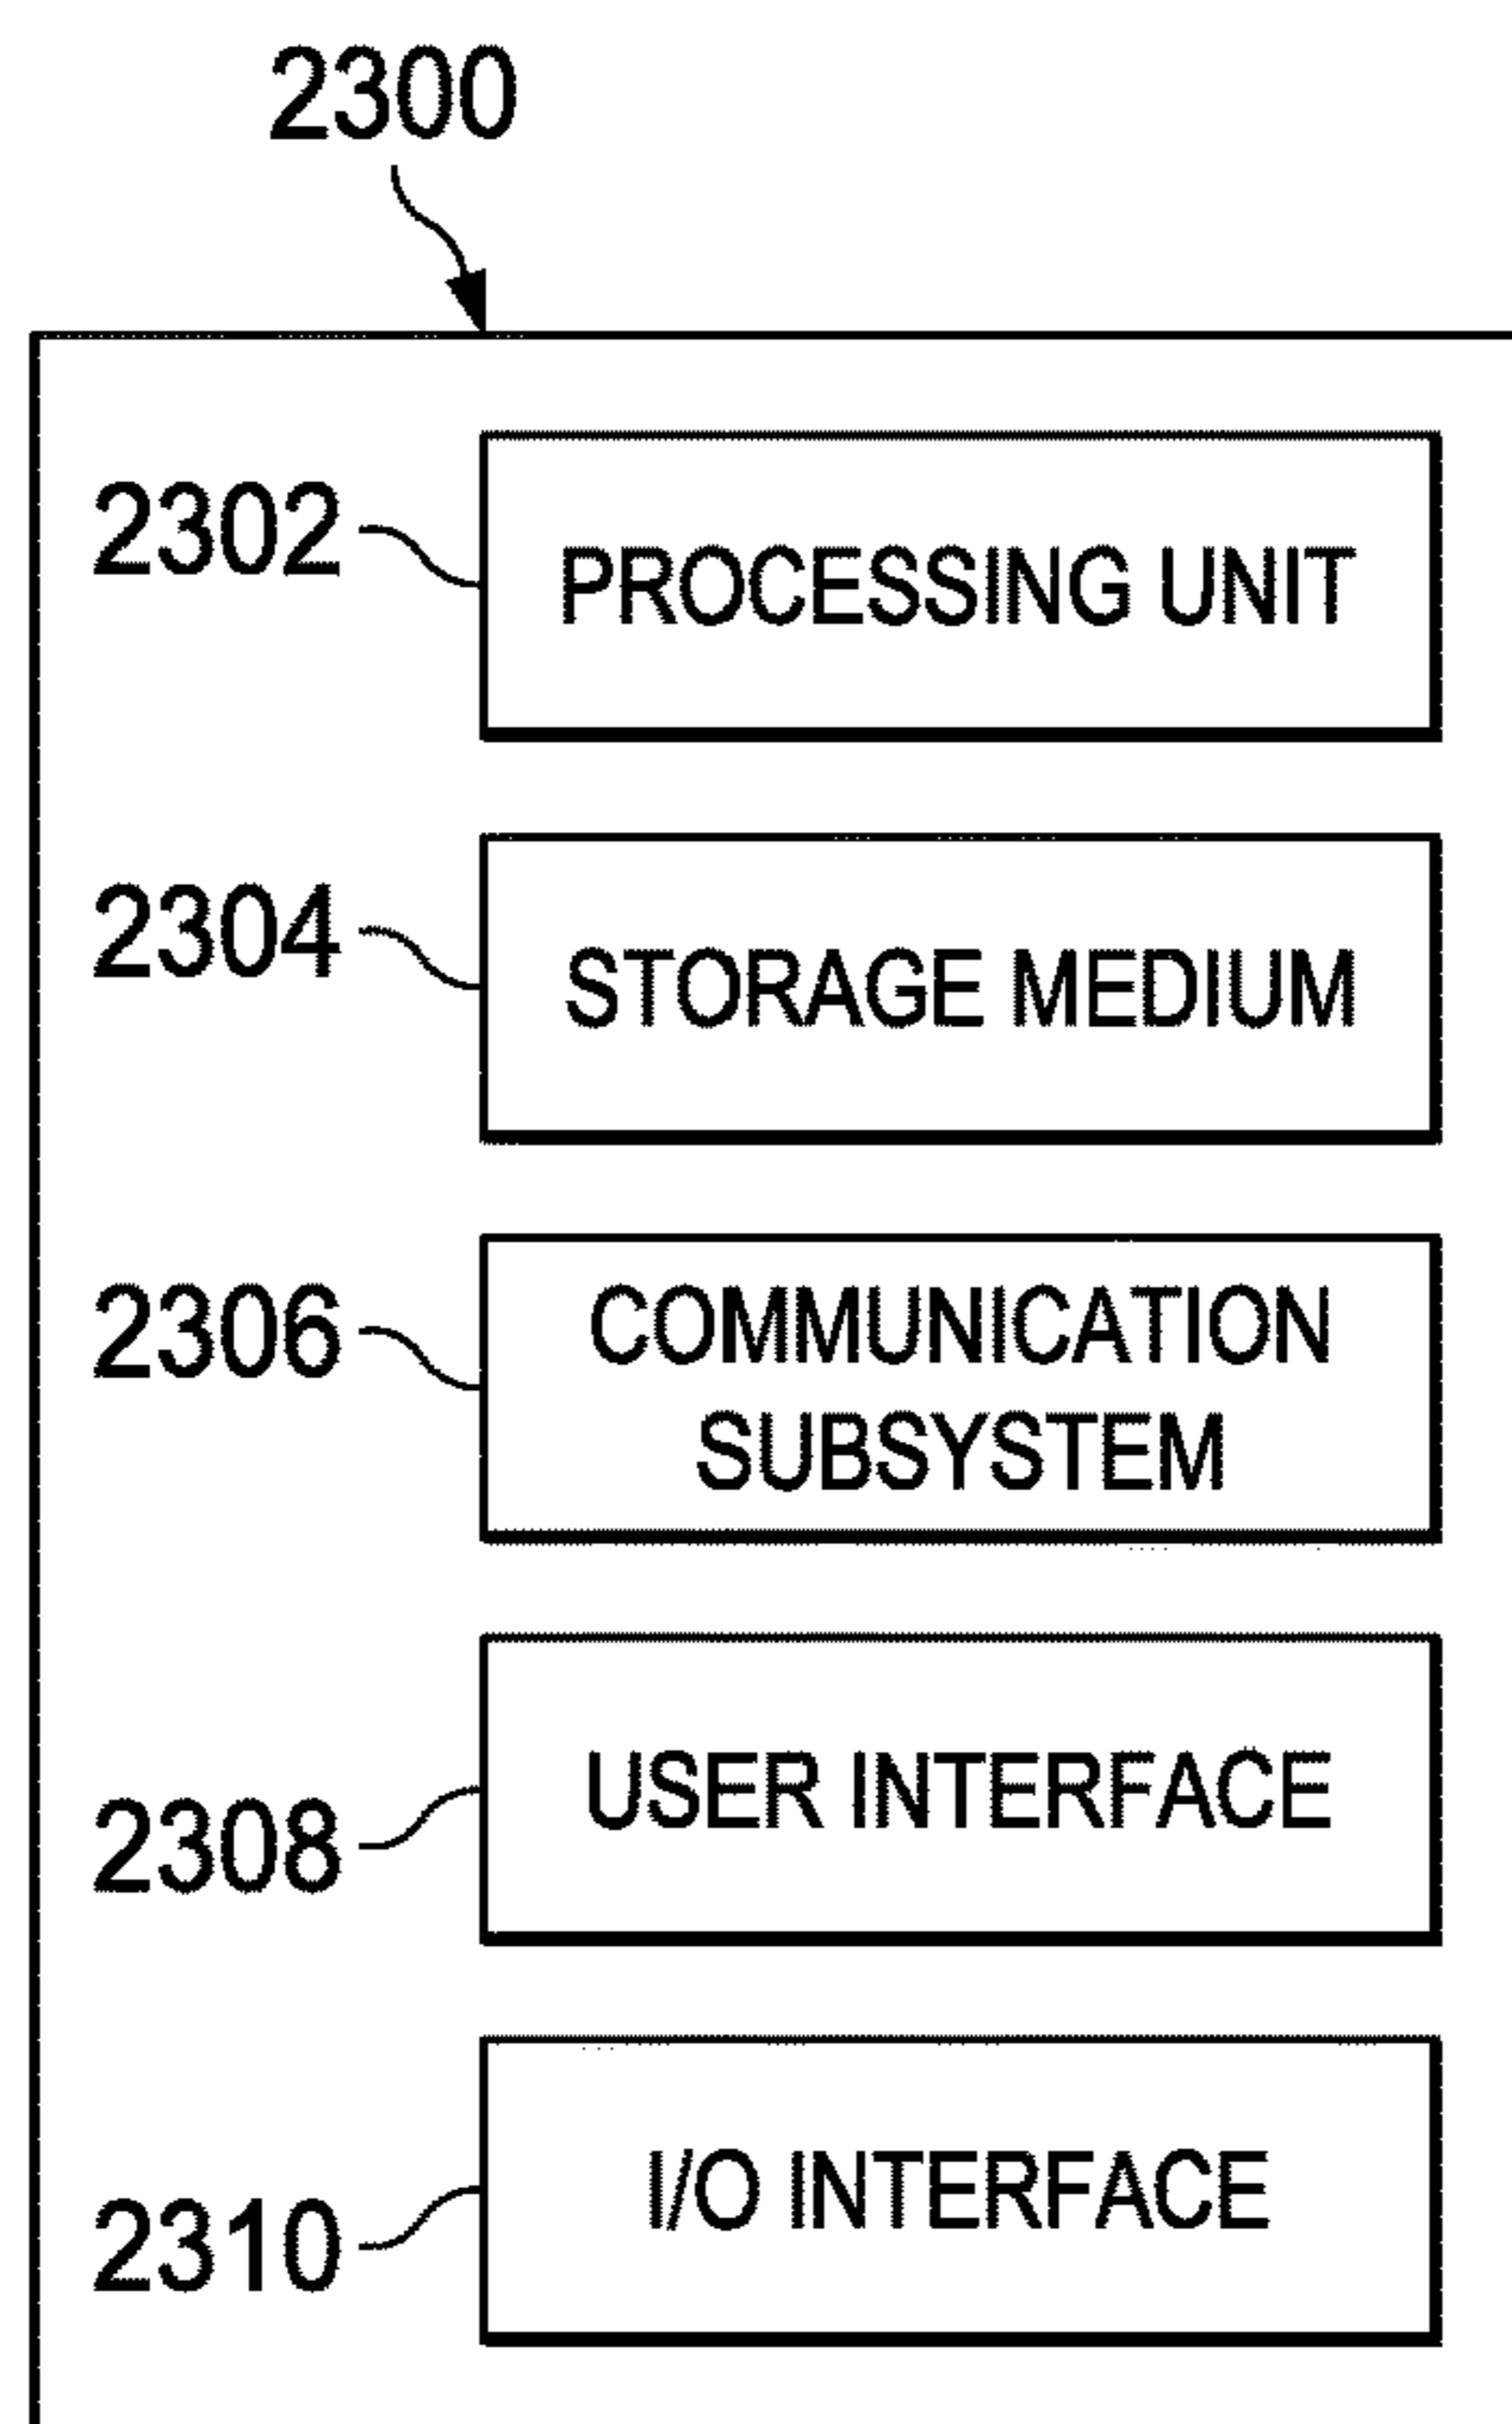 2300
2302
PROCESSING UNIT
2304
STORAGE MEDIUM
2306
COMMUNICATION
SUBSYSTEM
2308
USER INTERFACE
2310
I/O INTERFACE